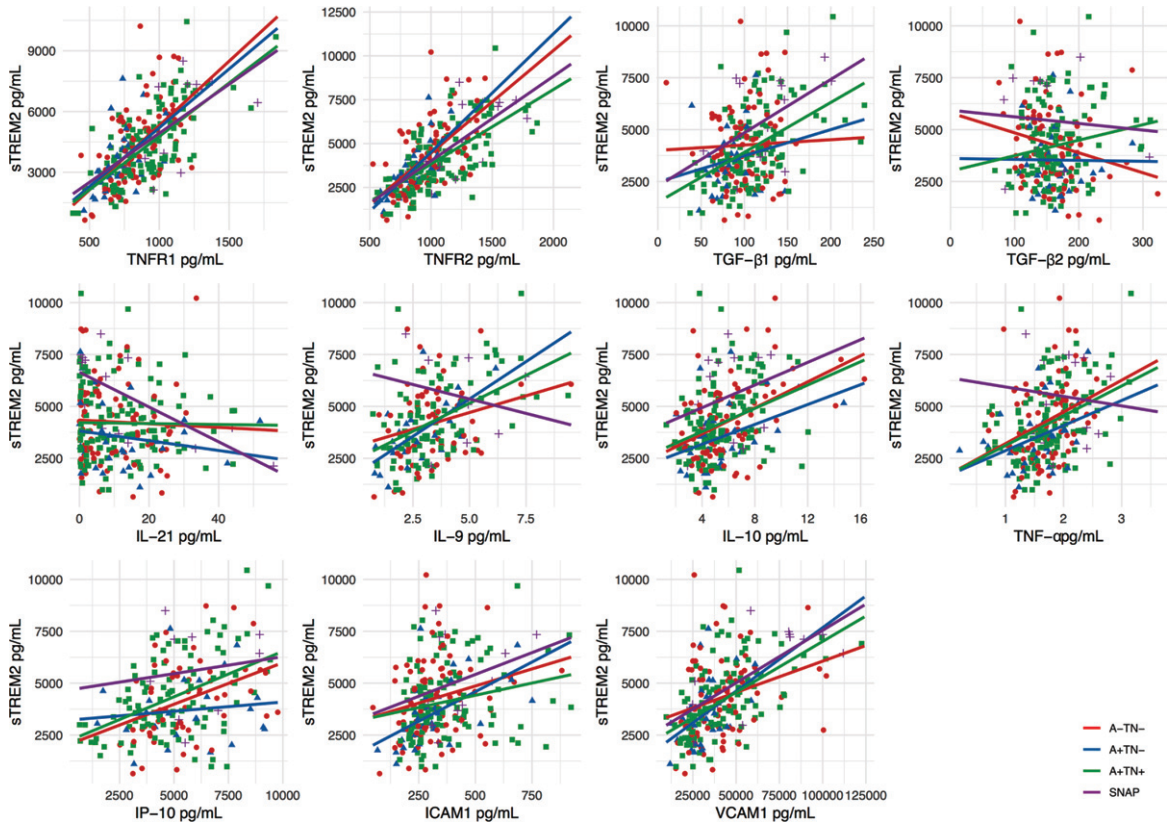 9000
6000
3000
sTREM2 pg/mL
500 1000 1500
TNFR1 pg/mL
12500
10000
7500
5000
2500
sTREM2 pg/mL
500 1000 1500 2000
TNFR2 pg/mL
10000
7500
5000
2500
sTREM2 pg/mL
0 50 100 150 200 250
TGF-β1 pg/mL
10000
7500
5000
2500
sTREM2 pg/mL
0 100 200 300
TGF-β2 pg/mL
10000
7500
5000
2500
sTREM2 pg/mL
0 20 40
IL-21 pg/mL
10000
7500
5000
2500
sTREM2 pg/mL
2.5 5.0 7.5
IL-9 pg/mL
10000
7500
5000
2500
sTREM2 pg/mL
4 8 12 16
IL-10 pg/mL
10000
7500
5000
2500
sTREM2 pg/mL
1 2 3
TNF-αpg/mL
10000
7500
5000
2500
sTREM2 pg/mL
2500 5000 7500 10000
IP-10 pg/mL
10000
7500
5000
2500
sTREM2 pg/mL
250 500 750
ICAM1 pg/mL
10000
7500
5000
2500
sTREM2 pg/mL
25000 50000 75000 100000 125000
VCAM1 pg/mL
A-TN-
A+TN-
A+TN+
SNAP